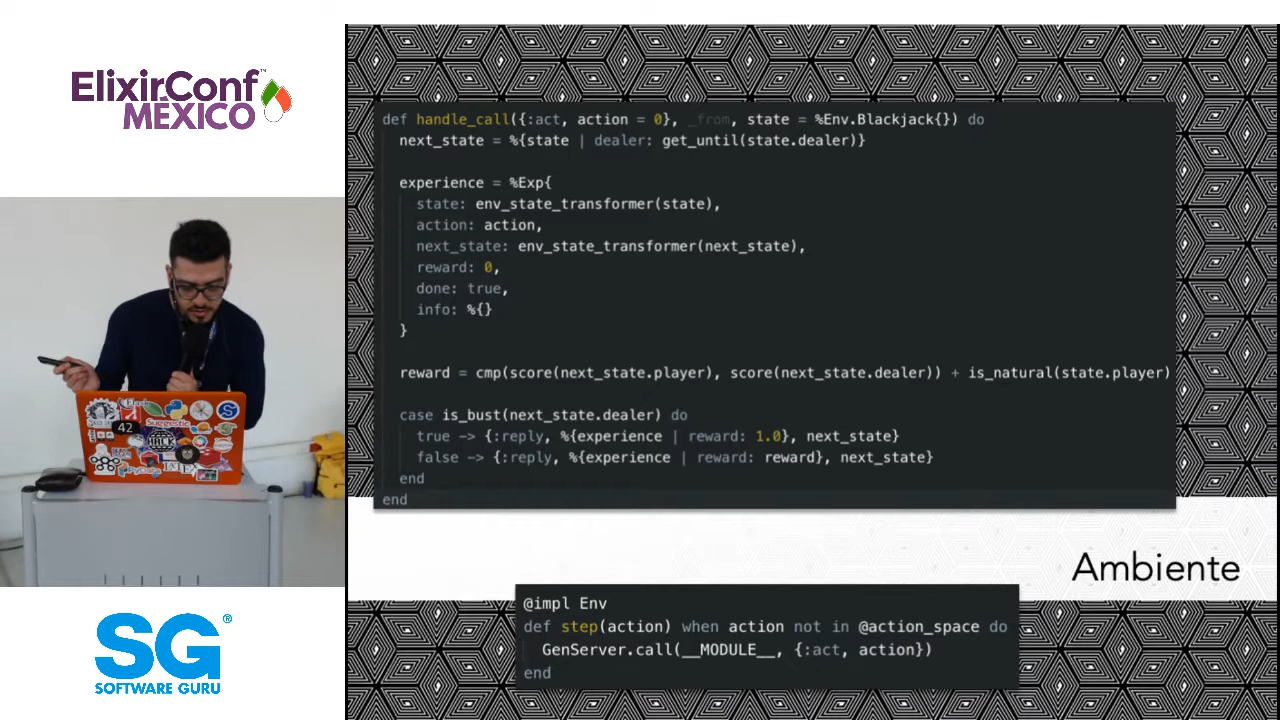 ElixirConf™
MÉXICO
def handle_call({:act, action = 0}, _from, state = %Env.Blackjack{}) do
next_state = %{state | dealer: get_until(state.dealer)}
experience = %Exp{
state: env_state_transformer(state),
action: action,
next_state: env_state_transformer(next_state),
reward: 0,
done: true,
info: %{}
}
reward = cmp(score(next_state.player), score(next_state.dealer)) + is_natural(state.player)
case is_bust(next_state.dealer) do
true -> {:reply, %{experience | reward: 1.0}, next_state}
false -> {:reply, %{experience | reward: reward}, next_state}
end
end
Ambiente
@impl Env
def step(action) when action not in @action_space do
GenServer.call(__MODULE__, {:act, action})
end
42
Suggestic
HACK
SG®
SOFTWARE GURU